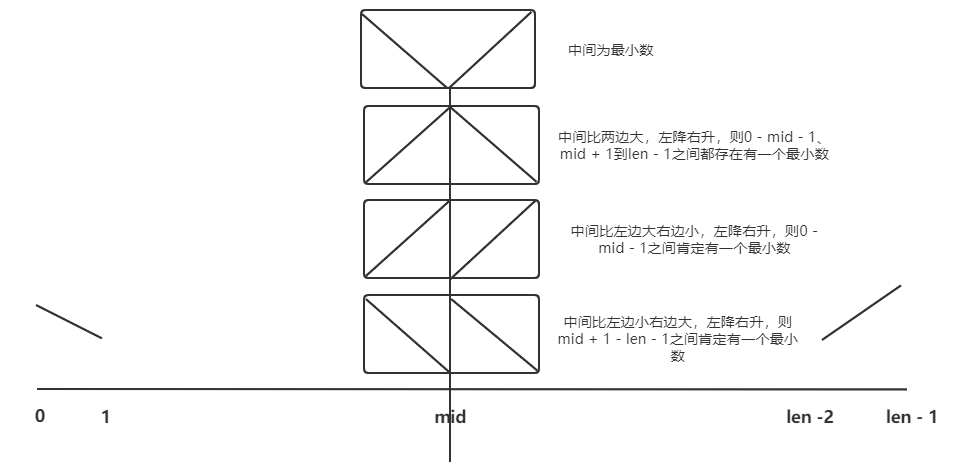 中间为最小数
中间比两边大，左降右升，则0 - mid - 1、
mid + 1到len - 1之间都存在有一个最小数
中间比左边大右边小，左降右升，则0 -
mid - 1之间肯定有一个最小数
中间比左边小右边大，左降右升，则
mid + 1 - len - 1之间肯定有一个最小
数
0 1 mid len -2 len - 1